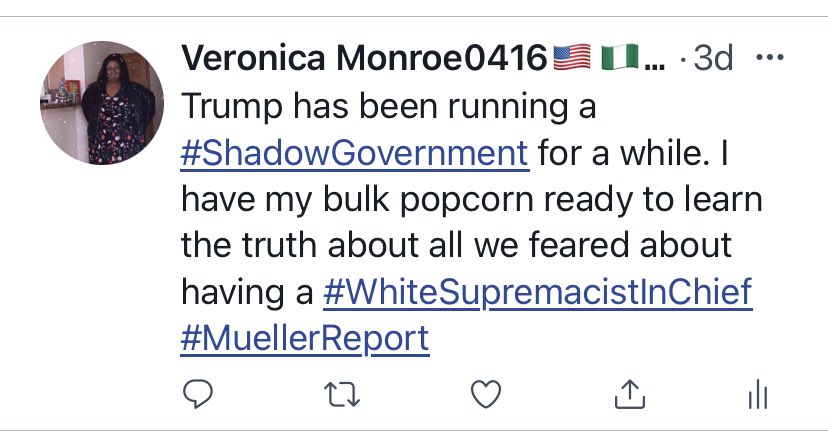 Veronica Monroe0416🇺🇸 🇳🇬... · 3d ...
Trump has been running a
#ShadowGovernment for a while. I
have my bulk popcorn ready to learn
the truth about all we feared about
having a #WhiteSupremacistInChief
#MuellerReport